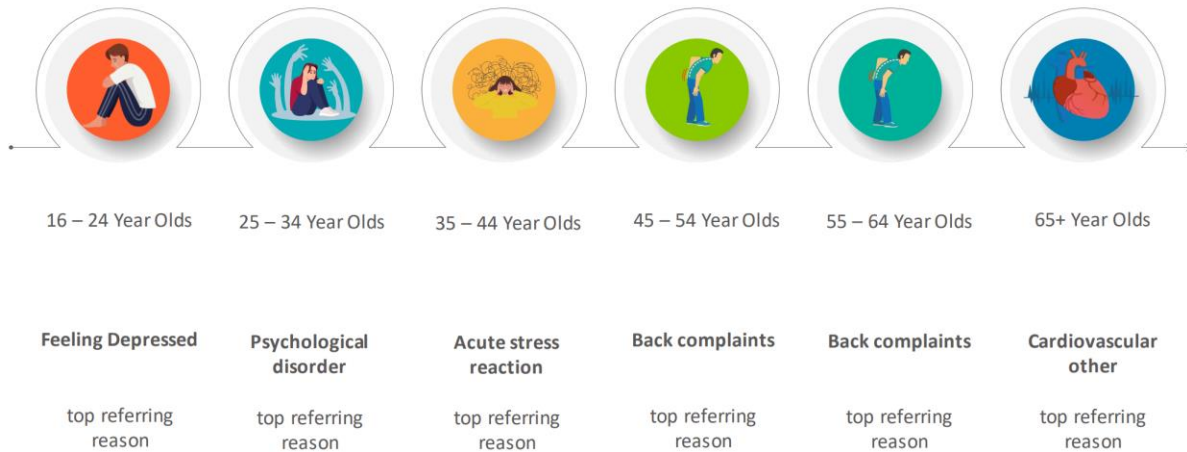 16 – 24 Year Olds
25 – 34 Year Olds
35 – 44 Year Olds
45 – 54 Year Olds
55 – 64 Year Olds
65+ Year Olds
Feeling Depressed
Psychological
disorder
Acute stress
reaction
Back complaints
Back complaints
Cardiovascular
other
top referring
reason
top referring
reason
top referring
reason
top referring
reason
top referring
reason
top referring
reason